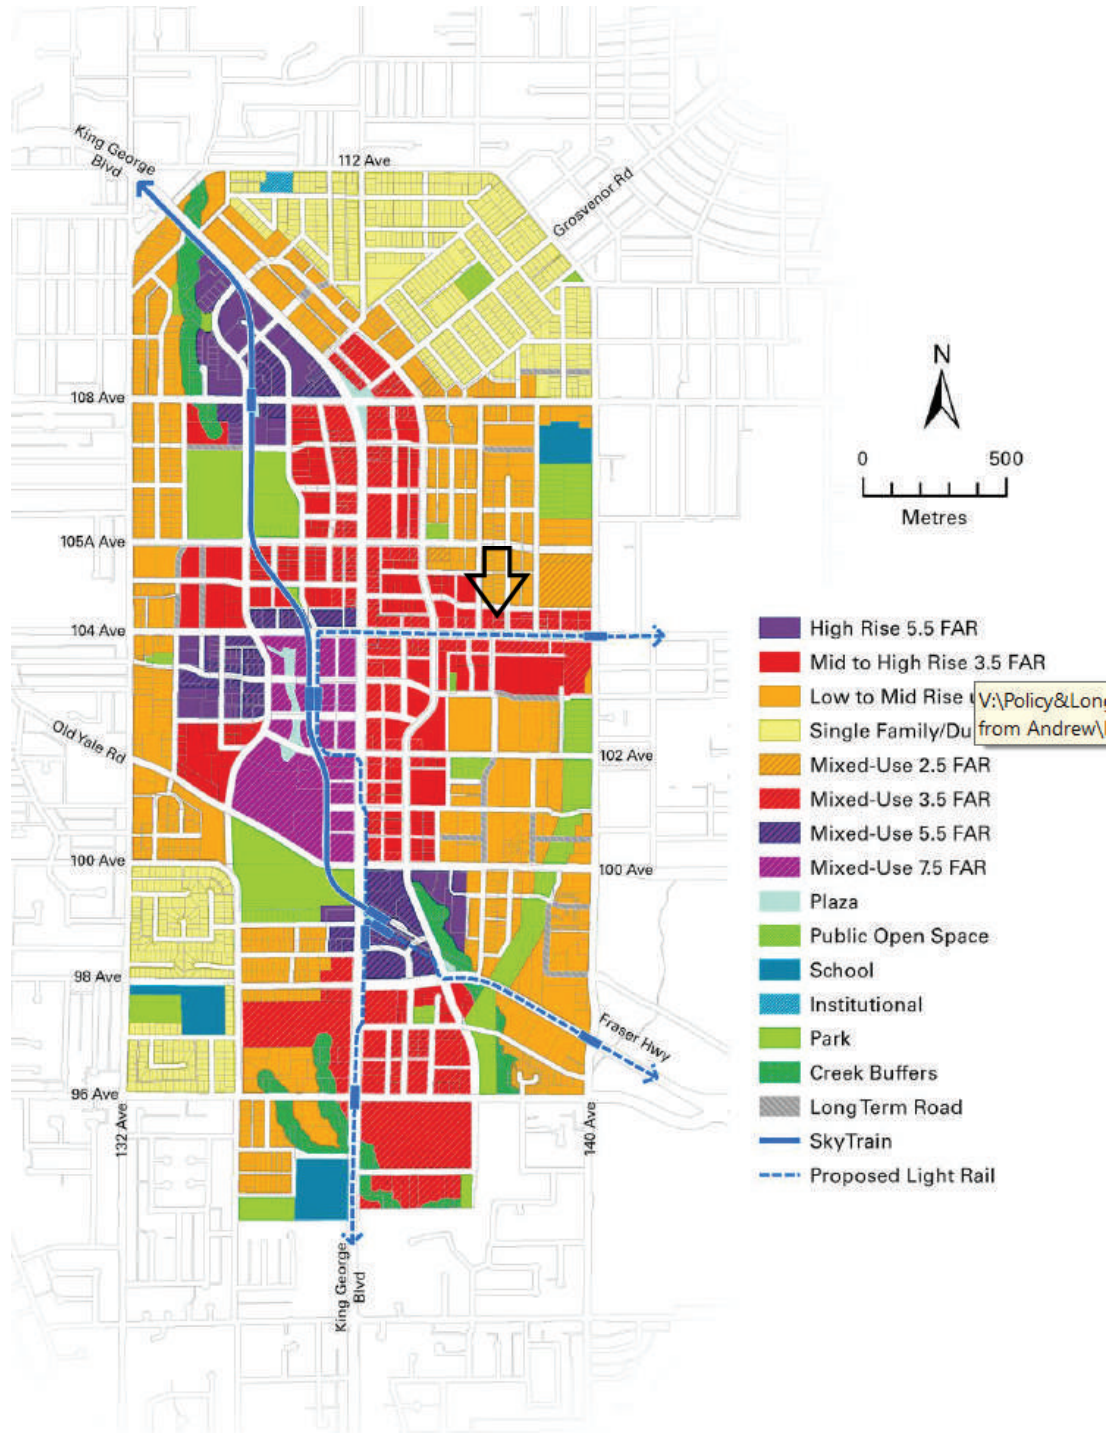 King George
Blvd
112 Ave
Grosvenor Rd
N
108 Ave
0 500
Metres
105A Ave
104 Ave
Old Yale Rd
102 Ave
100 Ave
100 Ave
98 Ave
Fraser Hwy
96 Ave
132 Ave
140 Ave
King George
Blvd
High Rise 5.5 FAR
Mid to High Rise 3.5 FAR
Low to Mid Rise
V:\Policy&Long
Single Family/Du
from Andrew\
Mixed-Use 2.5 FAR
Mixed-Use 3.5 FAR
Mixed-Use 5.5 FAR
Mixed-Use 7.5 FAR
Plaza
Public Open Space
School
Institutional
Park
Creek Buffers
Long Term Road
SkyTrain
Proposed Light Rail